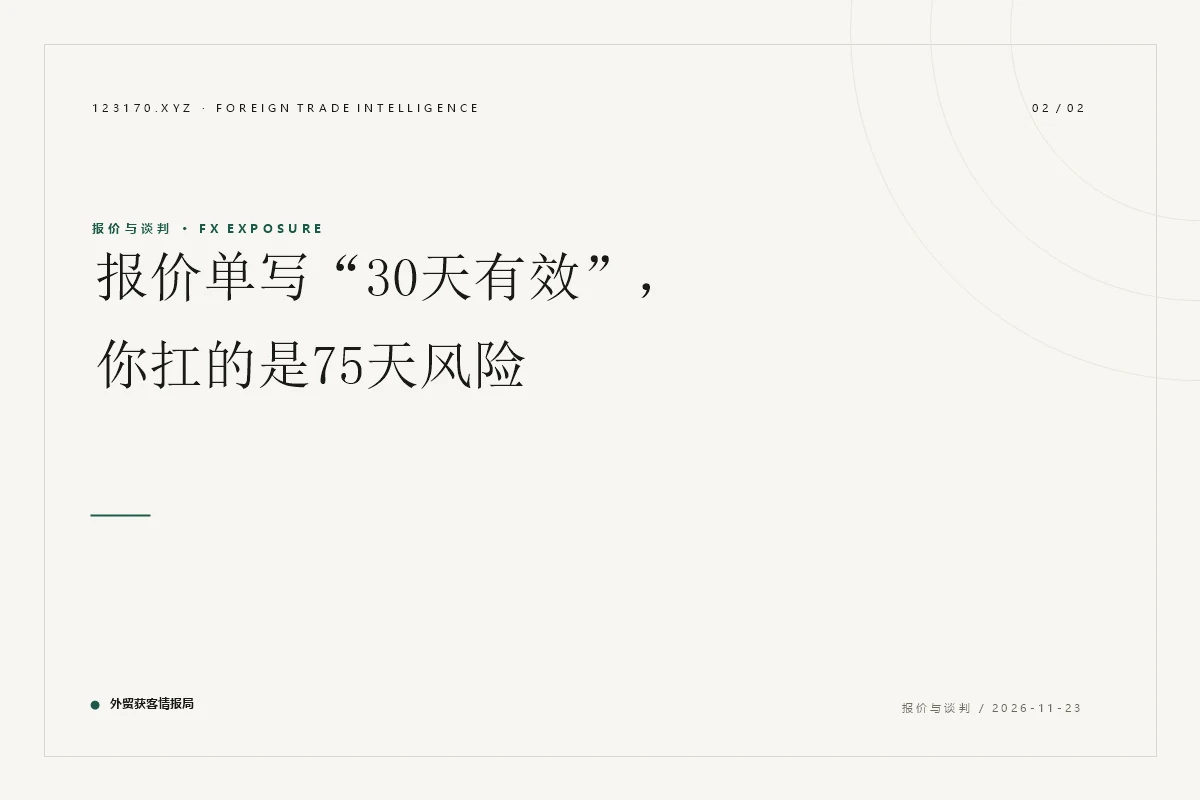 123170.XYZ · FOREIGN TRADE INTELLIGENCE
02 / 02
报价与谈判 · FX EXPOSURE
报价单写“30天有效”，
你扛的是75天风险
外贸获客情报局
报价与谈判 / 2026-11-23